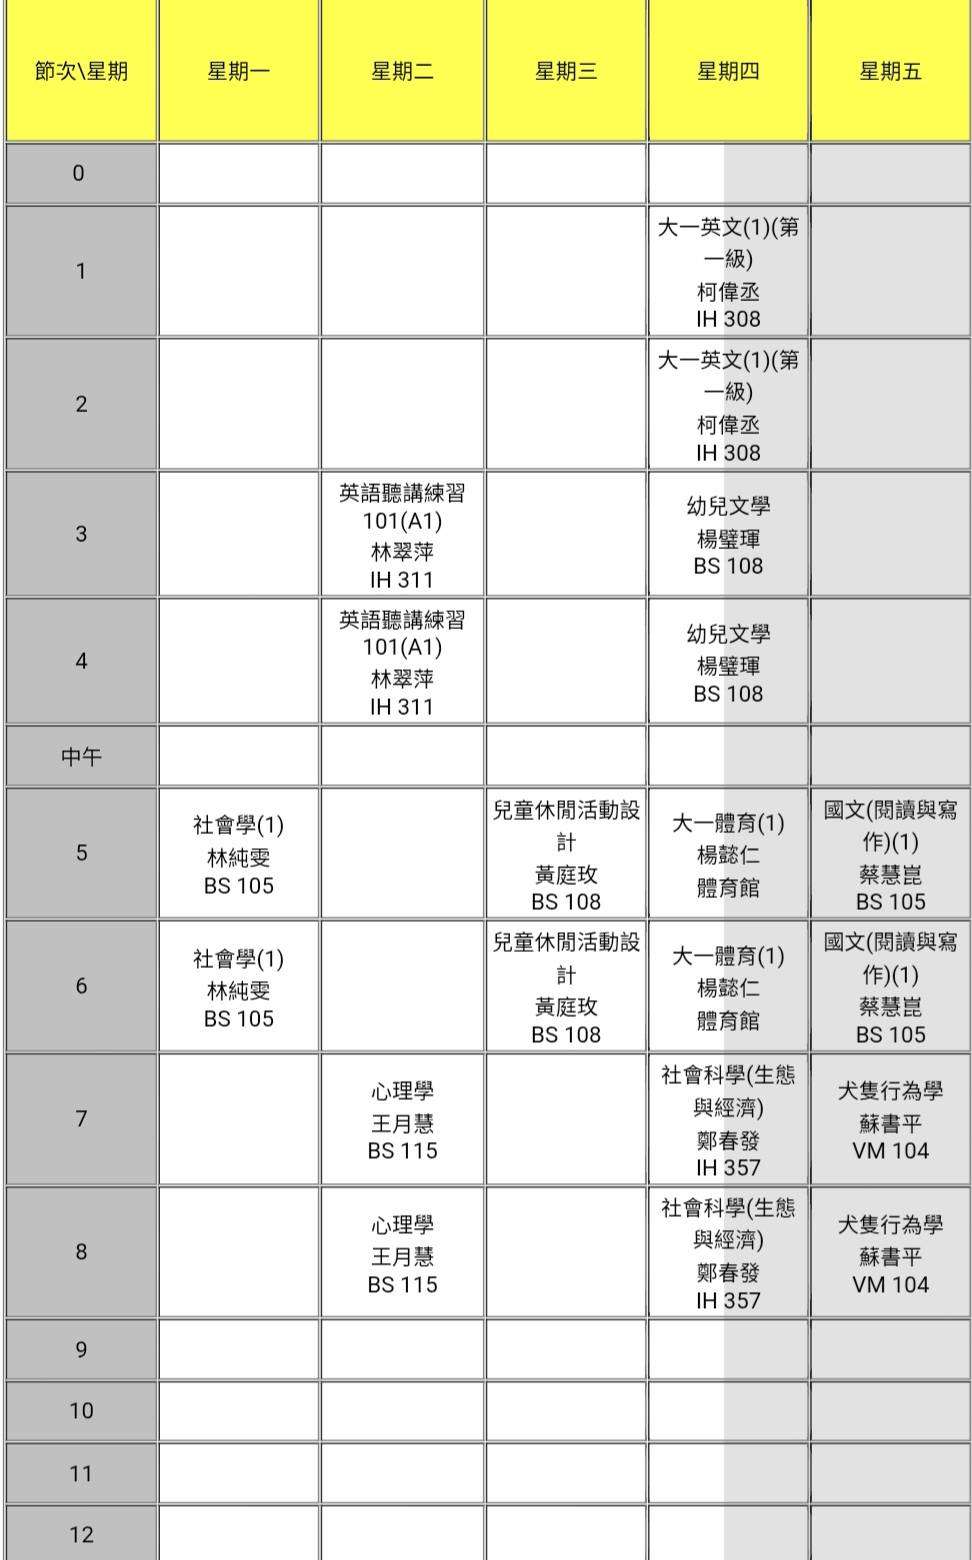 節次\星期 星期一 星期二 星期三 星期四 星期五
0
1
大一英文(1)(第
一級)
柯偉丞
IH 308
2
大一英文(1)(第
一級)
柯偉丞
IH 308
3
英語聽講練習
101(A1)
林翠萍
IH 311
幼兒文學
楊璧琿
BS 108
4
英語聽講練習
101(A1)
林翠萍
IH 311
幼兒文學
楊璧琿
BS 108
中午
5
社會學(1)
林純雯
BS 105
兒童休閒活動設
計
黃庭玫
BS 108
大一體育(1)
楊懿仁
體育館
國文(閱讀與寫
作)(1)
蔡慧崑
BS 105
6
社會學(1)
林純雯
BS 105
兒童休閒活動設
計
黃庭玫
BS 108
大一體育(1)
楊懿仁
體育館
國文(閱讀與寫
作)(1)
蔡慧崑
BS 105
7
心理學
王月慧
BS 115
社會科學(生態
與經濟)
鄭春發
IH 357
犬隻行為學
蘇書平
VM 104
8
心理學
王月慧
BS 115
社會科學(生態
與經濟)
鄭春發
IH 357
犬隻行為學
蘇書平
VM 104
9
10
11
12